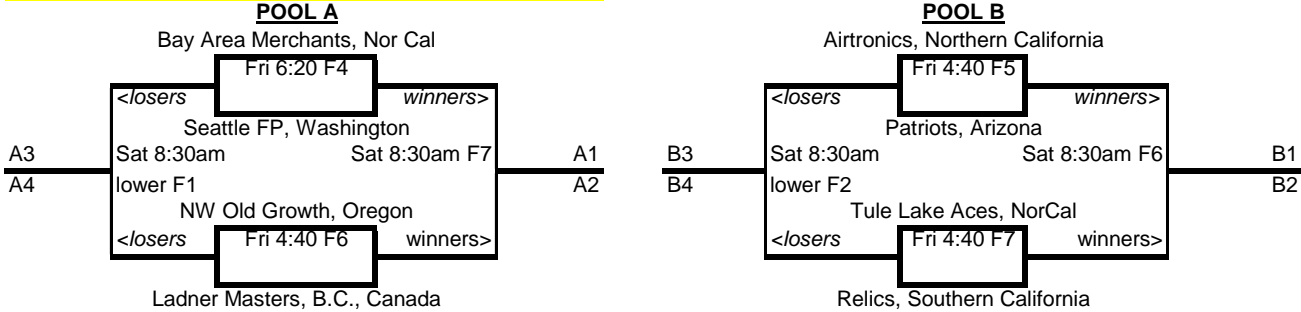 POOL A
Bay Area Merchants, Nor Cal
Fri 6:20 F4
<losers
winners>
Seattle FP, Washington
A3
Sat 8:30am
Sat 8:30am F7
A1
A4
lower F1
A2
NW Old Growth, Oregon
<losers
Fri 4:40 F6
winners>
Ladner Masters, B.C., Canada
POOL B
Airtronics, Northern California
Fri 4:40 F5
<losers
winners>
Patriots, Arizona
B3
Sat 8:30am
Sat 8:30am F6
B1
B4
lower F2
B2
Tule Lake Aces, NorCal
<losers
Fri 4:40 F7
winners>
Relics, Southern California